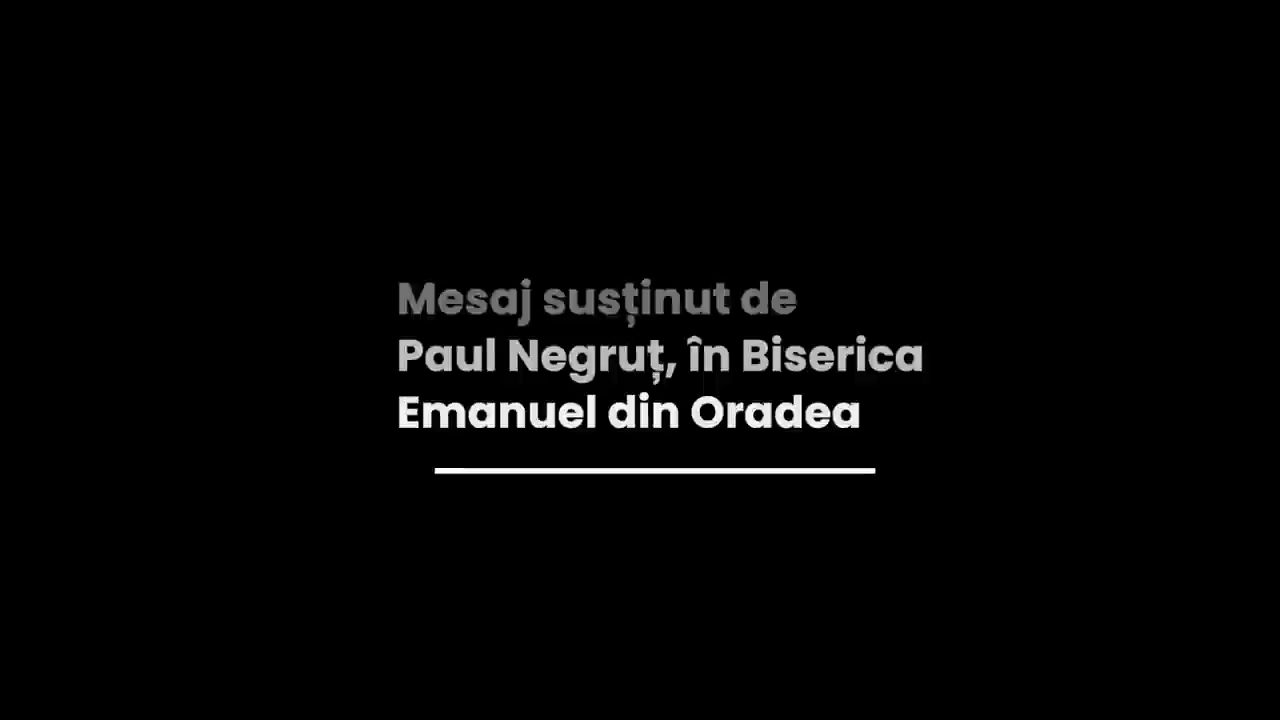 Mesaj susținut de
Paul Negruț, în Biserica
Emanuel din Oradea